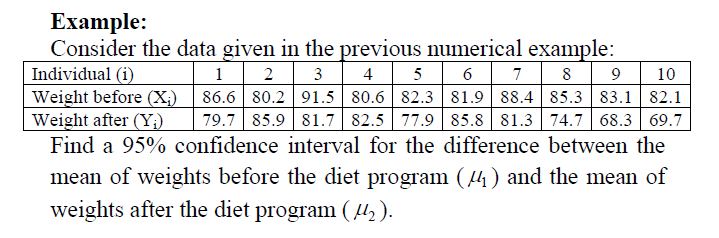 Example:
Consider the data given in the previous numerical example:
Individual (i) 1 2 3 4 5 6 7 8 9 10
Weight before (Xi) 86.6 80.2 91.5 80.6 82.3 81.9 88.4 85.3 83.1 82.1
Weight after (Yi) 79.7 85.9 81.7 82.5 77.9 85.8 81.3 74.7 68.3 69.7
Find a 95% confidence interval for the difference between the
mean of weights before the diet program (μ1) and the mean of
weights after the diet program (μ2).